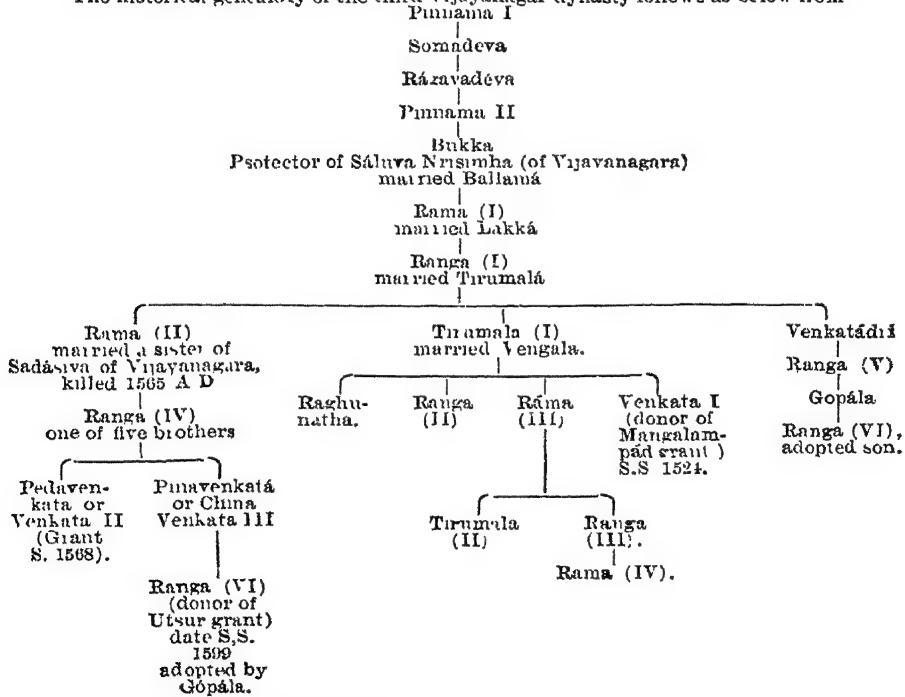 The historical genealogy of the third Vijayanagar dynasty follows as below from
Pinnama I
Somadeva
Rázavadéva
Pinnama II
Bukka
Psotector of Sáluva Nrisimha (of Vijavanagara)
married Ballamá
Rama (I)
married Lakká
Ranga (I)
married Tirumalá
Rama (II)
married a sister of
Sadásiva of Vijayanagara,
killed 1565 A D
Ranga (IV)
one of five brothers
Pedaven-
kata or
Venkata II
(Grant
S. 1568).
Pinavenkatá
or China
Venkata III
Ranga (VI)
(donor of
Utsur grant)
date S,S.
1599
adopted by
Gópála.
Tirumala (I)
married Vengala.
Raghu-
natha.
Ranga
(II)
Ráma
(III)
Venkata I
(donor of
Mangalam-
pád grant )
S.S 1524.
Tirumala
(II)
Ranga
(III).
Rama (IV).
Venkatádri
Ranga (V)
Gopála
Ranga (VI),
adopted son.